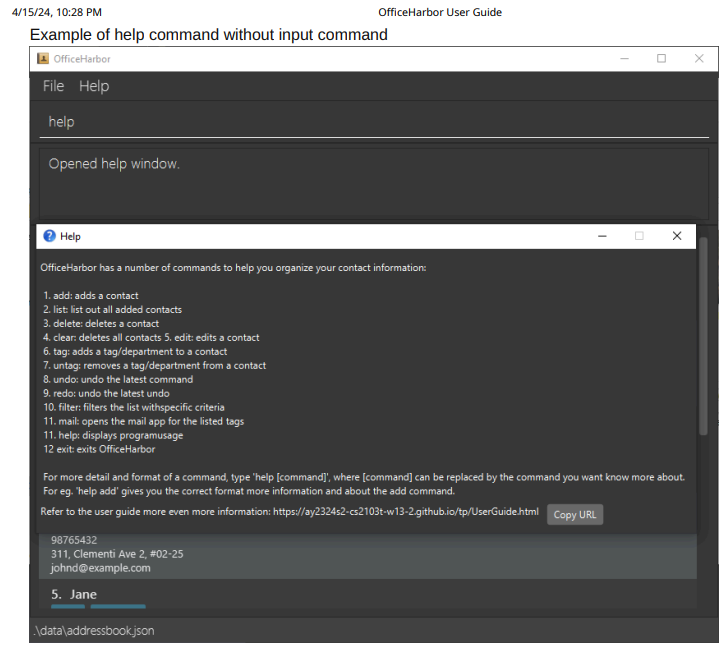 4/15/24, 10:28 PM OfficeHarbor User Guide
Example of help command without input command
OfficeHarbor
File Help
help
Opened help window.
Help
OfficeHarbor has a number of commands to help you organize your contact information:
1. add: adds a contact
2. list: list out all added contacts
3. delete: deletes a contact
4. clear: deletes all contacts 5. edit: edits a contact
6. tag: adds a tag/department to a contact
7. untag: removes a tag/department from a contact
8. undo: undo the latest command
9. redo: undo the latest undo
10. filter: filters the list withspecific criteria
11. mail: opens the mail app for the listed tags
11. help: displays programusage
12 exit: exits OfficeHarbor
For more detail and format of a command, type 'help [command]', where [command] can be replaced by the command you want know more about.
For eg. 'help add' gives you the correct format more information and about the add command.
Refer to the user guide more even more information: https://ay2324s2-cs2103t-w13-2.github.io/tp/UserGuide.html Copy URL
98765432
311, Clementi Ave 2, #02-25
johnd@example.com
5. Jane
.\data\addressbook.json